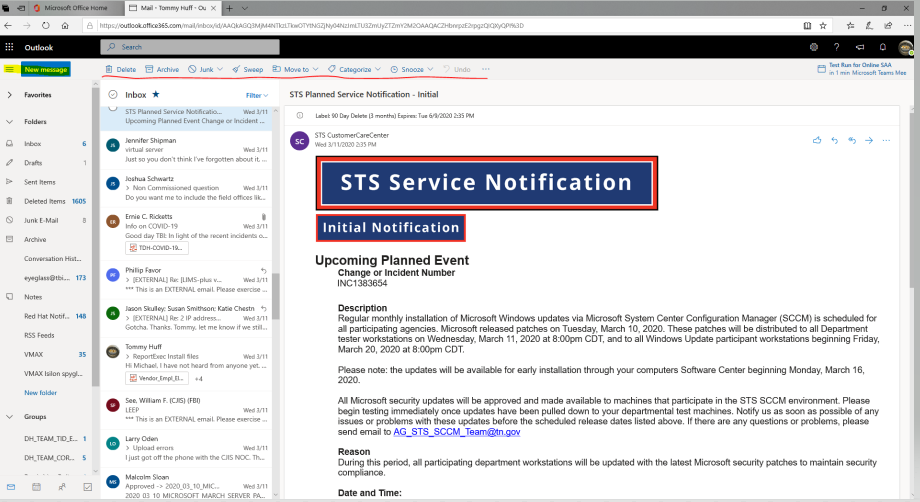 Microsoft Office Home
Mail - Tommy Huff - Outlook
https://outlook.office365.com/mail/inbox/id/
Outlook
Search
New message
Delete
Archive
Junk
Sweep
Move to
Categorize
Snooze
Undo
Test Run for Online SAA
in 1 min Microsoft Teams Mee
Favorites
Folders
Inbox 6
Drafts 1
Sent Items
Deleted Items 1605
Junk E-Mail 8
Archive
Conversation Hist...
eyeglass@tbi.... 173
Notes
Red Hat Notif... 148
RSS Feeds
VMAX 35
VMAX Isilon spygl...
New folder
Groups
DH_TEAM_TID_E... 1
DH_TEAM_COR... 5
Inbox ★
Filter
STS Planned Service Notificatio... Wed 3/11
Upcoming Planned Event Change or Incident ...
JS
Jennifer Shipman
virtual server Wed 3/11
Just so you don't think I've forgotten about it, ...
JS
Joshua Schwartz
> Non Commissioned question Wed 3/11
Do you want me to include the field offices lik...
ER
Ernie C. Ricketts
Info on COVID-19 Wed 3/11
Good day TBI: In light of the recent incidents o...
TDH-COVID-19...
PF
Phillip Favor
> [EXTERNAL] Re: [LIMS-plus v... Wed 3/11
*** This is an EXTERNAL email. Please exercise ...
JS
Jason Skulley; Susan Smithson; Katie Chestn
> [EXTERNAL] Re: 2 IP address... Wed 3/11
Gotcha. Thanks. Tommy. let me know if we still...
Tommy Huff
> ReportExec Install files Wed 3/11
Hi Michael. I have not heard from anyone yet. ...
Vendor_Empl_El... +4
SF
See, William F. (CJIS) (FBI)
LEEP Wed 3/11
*** This is an EXTERNAL email. Please exercise ...
LO
Larry Oden
> Upload errors Wed 3/11
I just got off the phone with the CJIS NOC. Th...
MS
Malcolm Sloan
Approved -> 2020_03_10_MIC... Wed 3/11
2020 03 10 MICROSOFT MARCH SERVER PA...
STS Planned Service Notification - Initial
Label: 90 Day Delete (3 months) Expires: Tue 6/9/2020 2:35 PM
SC
STS CustomerCareCenter
Wed 3/11/2020 2:35 PM
STS Service Notification
Initial Notification
Upcoming Planned Event
Change or Incident Number
INC1383654
Description
Regular monthly installation of Microsoft Windows updates via Microsoft System Center Configuration Manager (SCCM) is scheduled for
all participating agencies. Microsoft released patches on Tuesday, March 10, 2020. These patches will be distributed to all Department
tester workstations on Wednesday, March 11, 2020 at 8:00pm CDT, and to all Windows Update participant workstations beginning Friday,
March 20, 2020 at 8:00pm CDT.
Please note: the updates will be available for early installation through your computers Software Center beginning Monday, March 16,
2020.
All Microsoft security updates will be approved and made available to machines that participate in the STS SCCM environment. Please
begin testing immediately once updates have been pulled down to your departmental test machines. Notify us as soon as possible of any
issues or problems with these updates before the scheduled release dates listed above. If there are any questions or problems, please
send email to AG_STS_SCCM_Team@tn.gov
Reason
During this period, all participating department workstations will be updated with the latest Microsoft security patches to maintain security
compliance.
Date and Time: